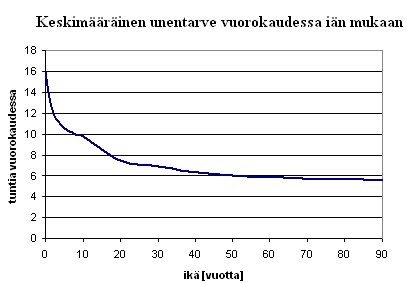 Keskimääräinen unentarve vuorokaudessa iän mukaan
tuntia vuorokaudessa
18
16
14
12
10
8
6
4
2
0
0 10 20 30 40 50 60 70 80 90
ikä [vuotta]